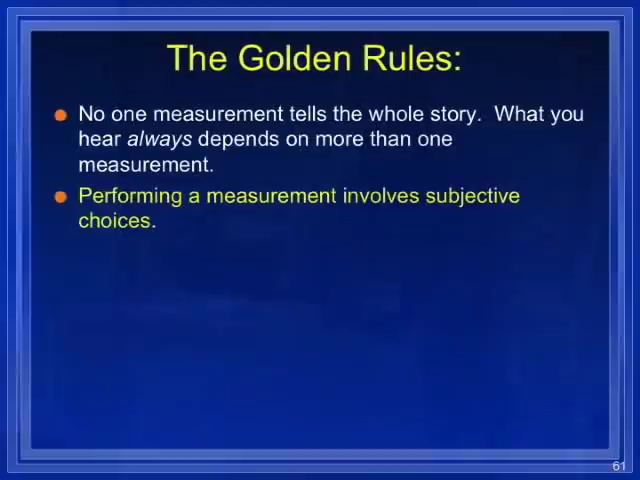 The Golden Rules:
No one measurement tells the whole story. What you
hear always depends on more than one
measurement.
Performing a measurement involves subjective
choices.
61